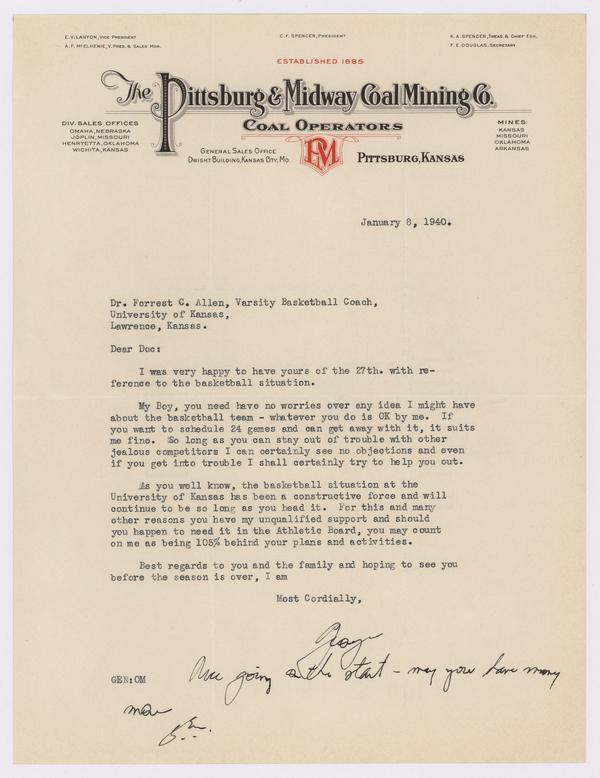 E.V. LANYON, VICE PRESIDENT
A.F. McELHENIE, V. PRES. & SALES MGR.
C.F. SPENCER, PRESIDENT
K.A. SPENCER, TREAS. & CHIEF ENG.
F.E. DOUGLAS, SECRETARY
ESTABLISHED 1885
The Pittsburg & Midway Coal Mining Co.
COAL OPERATORS
DIV. SALES OFFICES
OMAHA, NEBRASKA
JOPLIN, MISSOURI
HENRYETTA, OKLAHOMA
WICHITA, KANSAS
GENERAL SALES OFFICE
DWIGHT BUILDING, KANSAS CITY, MO.
PM
PITTSBURG, KANSAS
MINES:
KANSAS
MISSOURI
OKLAHOMA
ARKANSAS
January 8, 1940.
Dr. Forrest C. Allen, Varsity Basketball Coach,
University of Kansas,
Lawrence, Kansas.
Dear Doc:
I was very happy to have yours of the 27th. with re-
ference to the basketball situation.
My Boy, you need have no worries over any idea I might have
about the basketball team - whatever you do is OK by me. If
you want to schedule 24 games and can get away with it, it suits
me fine. So long as you can stay out of trouble with other
jealous competitors I can certainly see no objections and even
if you get into trouble I shall certainly try to help you out.
As you well know, the basketball situation at the
University of Kansas has been a constructive force and will
continue to be so long as you head it. For this and many
other reasons you have my unqualified support and should
you happen to need it in the Athletic Board, you may count
on me as being 105% behind your plans and activities.
Best regards to you and the family and hoping to see you
before the season is over, I am
Most Cordially,
George
GEN:OM
Nice going on the start - may you have many
more